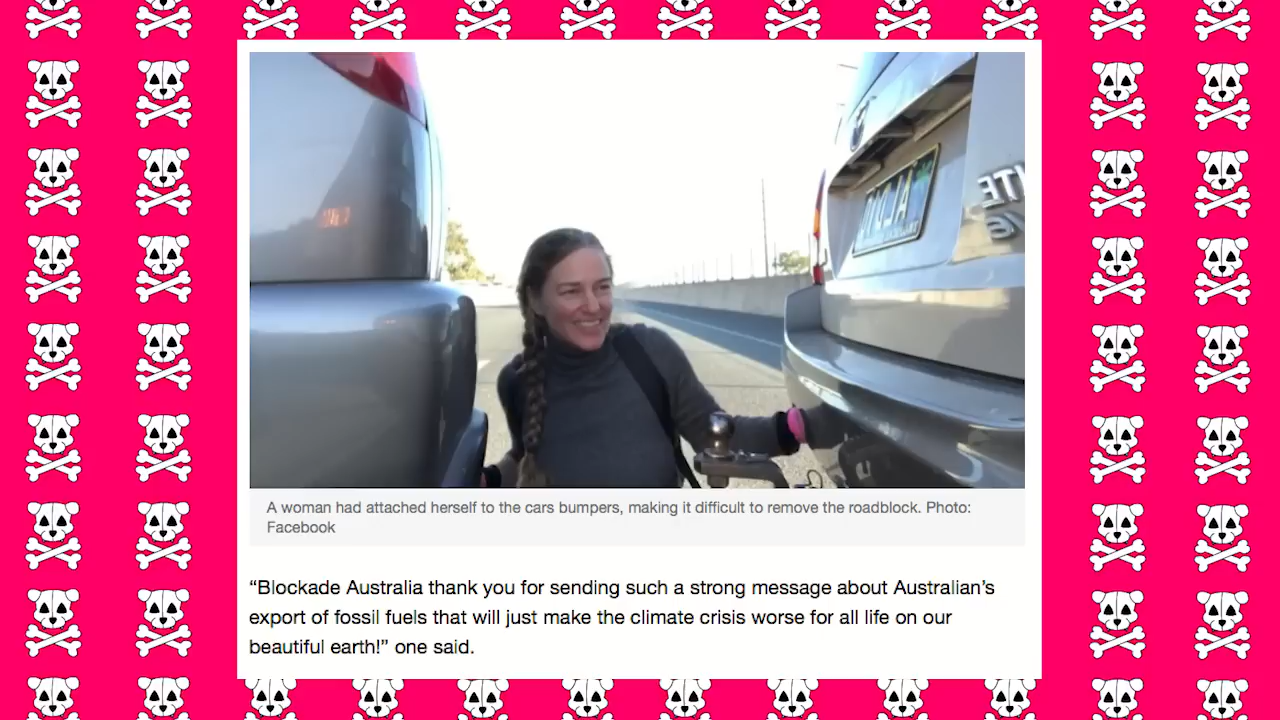 A woman had attached herself to the cars bumpers, making it difficult to remove the roadblock. Photo:
Facebook
“Blockade Australia thank you for sending such a strong message about Australian’s
export of fossil fuels that will just make the climate crisis worse for all life on our
beautiful earth!” one said.